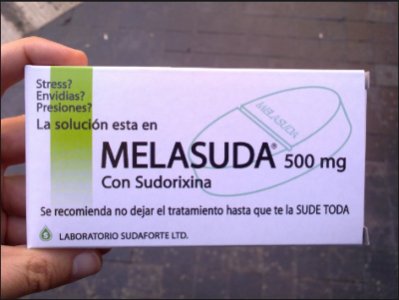 Stress?
Envidias?
Presiones?
La solución esta en
MELASUDA® 500 mg
Con Sudorixina
MELASUDA
Se recomienda no dejar el tratamiento hasta que te la SUDE TODA
LABORATORIO SUDAFORTE LTD.